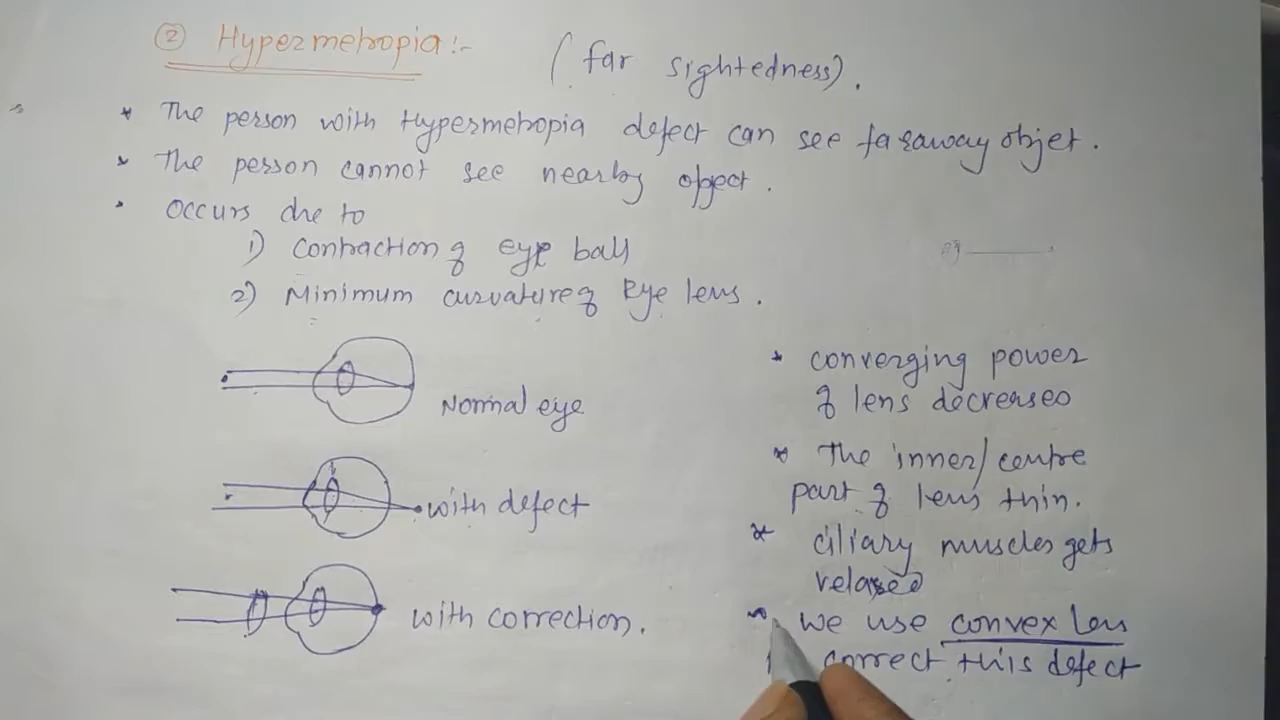 ② Hypermetropia:- (far sightedness).
* The person with Hypermetropia defect can see faraway objet.
* The person cannot see nearby object.
• occurs due to
1) contraction of eye ball
2) Minimum curvature of Eye lens.
Normal eye
with defect
with correction.
* converging power
of lens decreases
* The inner/centre
part of lens thin.
* ciliary muscles gets
relaxed
* We use convex lens
correct this defect